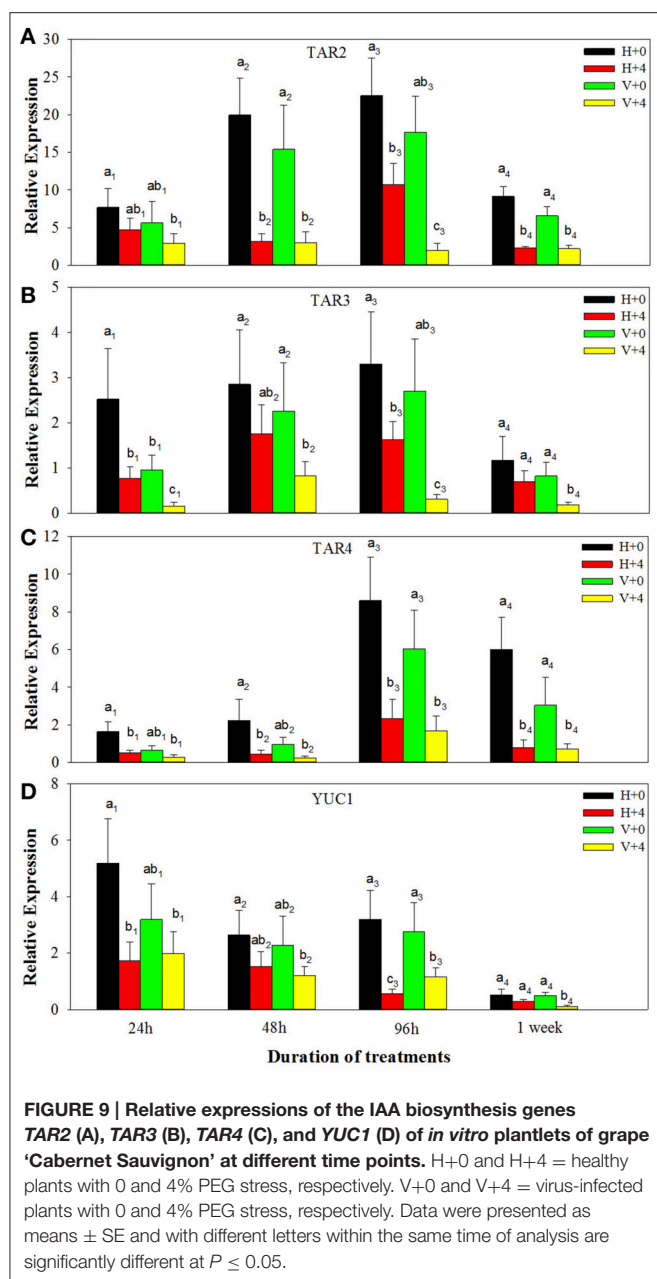 A
TAR2
H+0
H+4
V+0
V+4
Relative Expression
30
25
20
15
10
5
0
a1 ab1 ab1 b1
a2 b2 a2 b2
a3 b3 ab3 c3
a4 b4 a4 b4
B
TAR3
H+0
H+4
V+0
V+4
Relative Expression
5
4
3
2
1
0
a1 b1 b1 c1
a2 ab2 a2 b2
a3 b3 ab3 c3
a4 a4 a4 b4
C
TAR4
H+0
H+4
V+0
V+4
Relative Expression
12
10
8
6
4
2
0
a1 b1 ab1 b1
a2 b2 ab2 b2
a3 b3 a3 b3
a4 b4 a4 b4
D
YUC1
H+0
H+4
V+0
V+4
Relative Expression
8
6
4
2
0
a1 b1 ab1 b1
a2 ab2 ab2 b2
a3 c3 a3 b3
a4 a4 a4 b4
24h 48h 96h 1 week
Duration of treatments
FIGURE 9 | Relative expressions of the IAA biosynthesis genes
TAR2 (A), TAR3 (B), TAR4 (C), and YUC1 (D) of in vitro plantlets of grape
‘Cabernet Sauvignon’ at different time points. H+0 and H+4 = healthy
plants with 0 and 4% PEG stress, respectively. V+0 and V+4 = virus-infected
plants with 0 and 4% PEG stress, respectively. Data were presented as
means ± SE and with different letters within the same time of analysis are
significantly different at P ≤ 0.05.